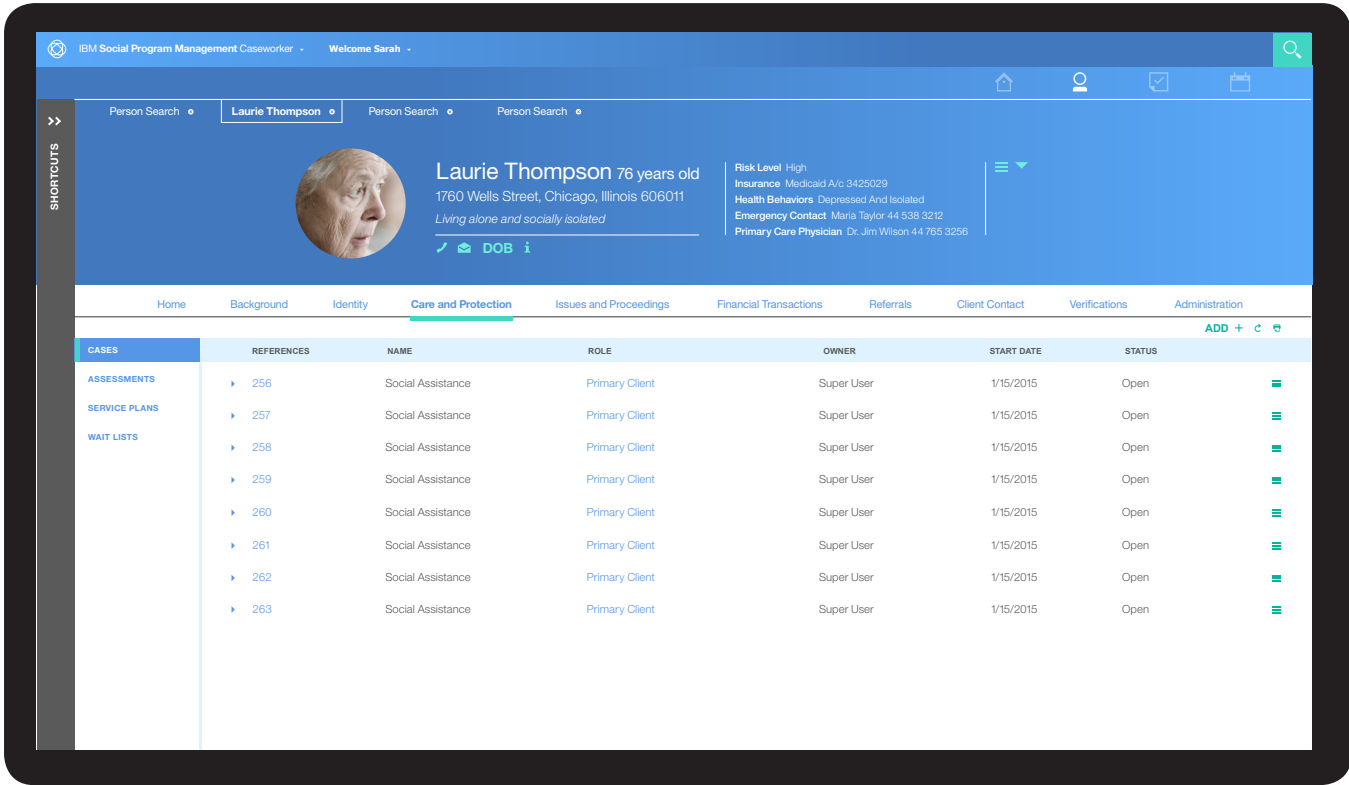 IBM Social Program Management Caseworker Welcome Sarah
Person Search Laurie Thompson Person Search Person Search
SHORTCUTS
Laurie Thompson 76 years old
1760 Wells Street, Chicago, Illinois 606011
Living alone and socially isolated
DOB i
Risk Level High
Insurance Medicaid A/c 3425029
Health Behaviors Depressed And Isolated
Emergency Contact Maria Taylor 44 538 3212
Primary Care Physician Dr. Jim Wilson 44 765 3256
Home Background Identity Care and Protection Issues and Proceedings Financial Transactions Referrals Client Contact Verifications Administration
ADD +
CASES
ASSESSMENTS
SERVICE PLANS
WAIT LISTS
REFERENCES NAME ROLE OWNER START DATE STATUS
256 Social Assistance Primary Client Super User 1/15/2015 Open
257 Social Assistance Primary Client Super User 1/15/2015 Open
258 Social Assistance Primary Client Super User 1/15/2015 Open
259 Social Assistance Primary Client Super User 1/15/2015 Open
260 Social Assistance Primary Client Super User 1/15/2015 Open
261 Social Assistance Primary Client Super User 1/15/2015 Open
262 Social Assistance Primary Client Super User 1/15/2015 Open
263 Social Assistance Primary Client Super User 1/15/2015 Open